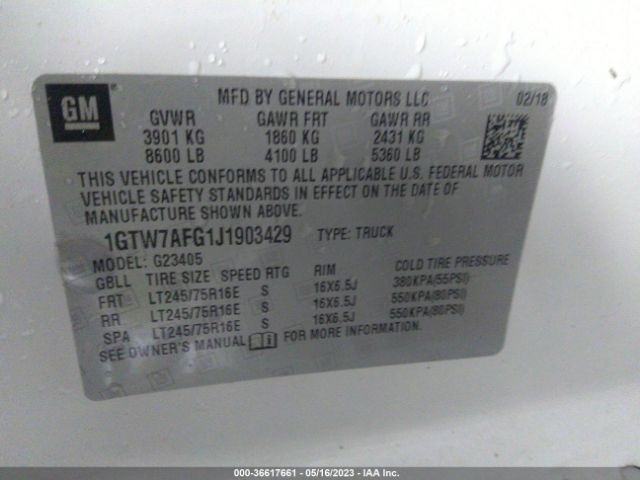 GM
MFD BY GENERAL MOTORS LLC 02/18
GVWR GAWR FRT GAWR RR
3901 KG 1860 KG 2431 KG
8600 LB 4100 LB 5360 LB
THIS VEHICLE CONFORMS TO ALL APPLICABLE U.S. FEDERAL MOTOR
VEHICLE SAFETY STANDARDS IN EFFECT ON THE DATE OF
MANUFACTURE SHOWN ABOVE.
1GTW7AFG1J1903429 TYPE: TRUCK
MODEL: G23405
GBLL TIRE SIZE SPEED RTG RIM COLD TIRE PRESSURE
FRT LT245/75R16E S 16X6.5J 380KPA(55PSI)
RR LT245/75R16E S 16X6.5J 550KPA(80PSI)
SPA LT245/75R16E S 16X6.5J 550KPA(80PSI)
SEE OWNER'S MANUAL FOR MORE INFORMATION.
000-36617661 - 05/16/2023 - IAA Inc.